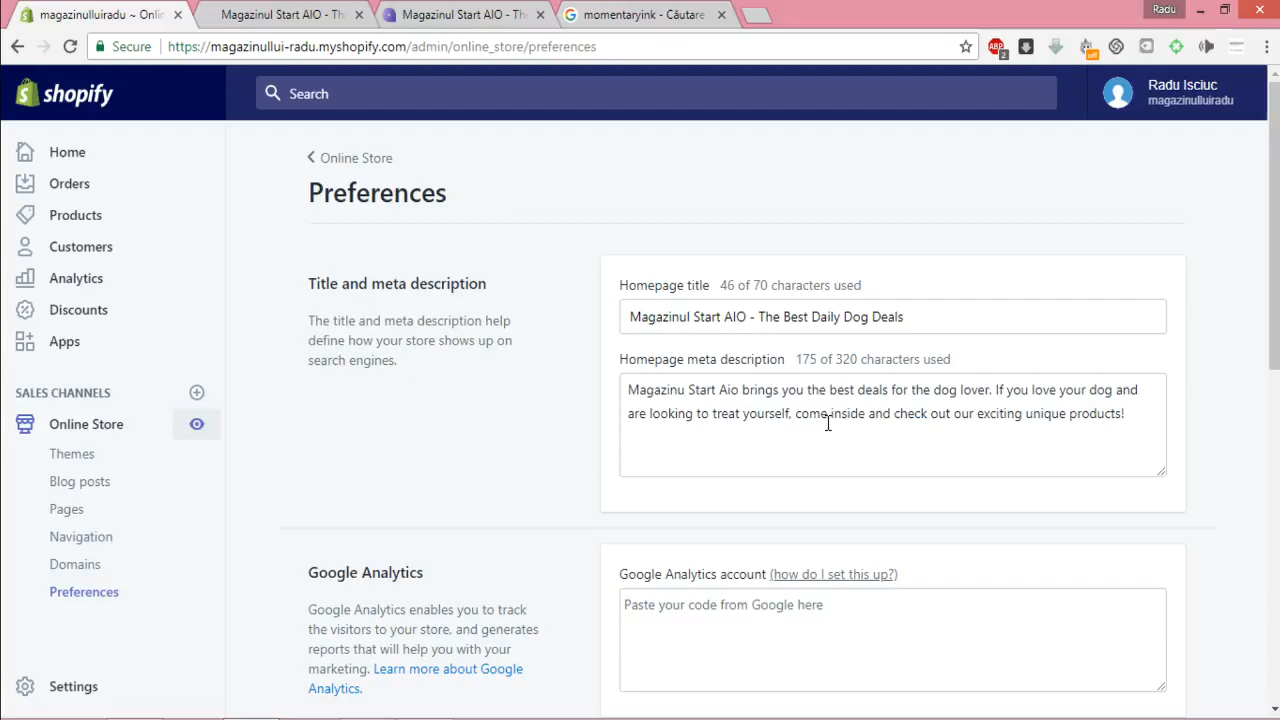 magazinulluiradu ~ Onlin
Magazinul Start AIO - The
Magazinul Start AIO - The
momentaryink - Căutare
Radu
Secure
https://magazinullui-radu.myshopify.com/admin/online_store/preferences
ABP
2
off
shopify
Search
Radu Isciuc
magazinulluiradu
Home
Orders
Products
Customers
Analytics
Discounts
Apps
SALES CHANNELS
Online Store
Themes
Blog posts
Pages
Navigation
Domains
Preferences
Settings
Online Store
Preferences
Title and meta description
The title and meta description help
define how your store shows up on
search engines.
Homepage title 46 of 70 characters used
Magazinul Start AIO - The Best Daily Dog Deals
Homepage meta description 175 of 320 characters used
Magazinu Start Aio brings you the best deals for the dog lover. If you love your dog and
are looking to treat yourself, come inside and check out our exciting unique products!
Google Analytics
Google Analytics enables you to track
the visitors to your store, and generates
reports that will help you with your
marketing. Learn more about Google
Analytics.
Google Analytics account (how do I set this up?)
Paste your code from Google here